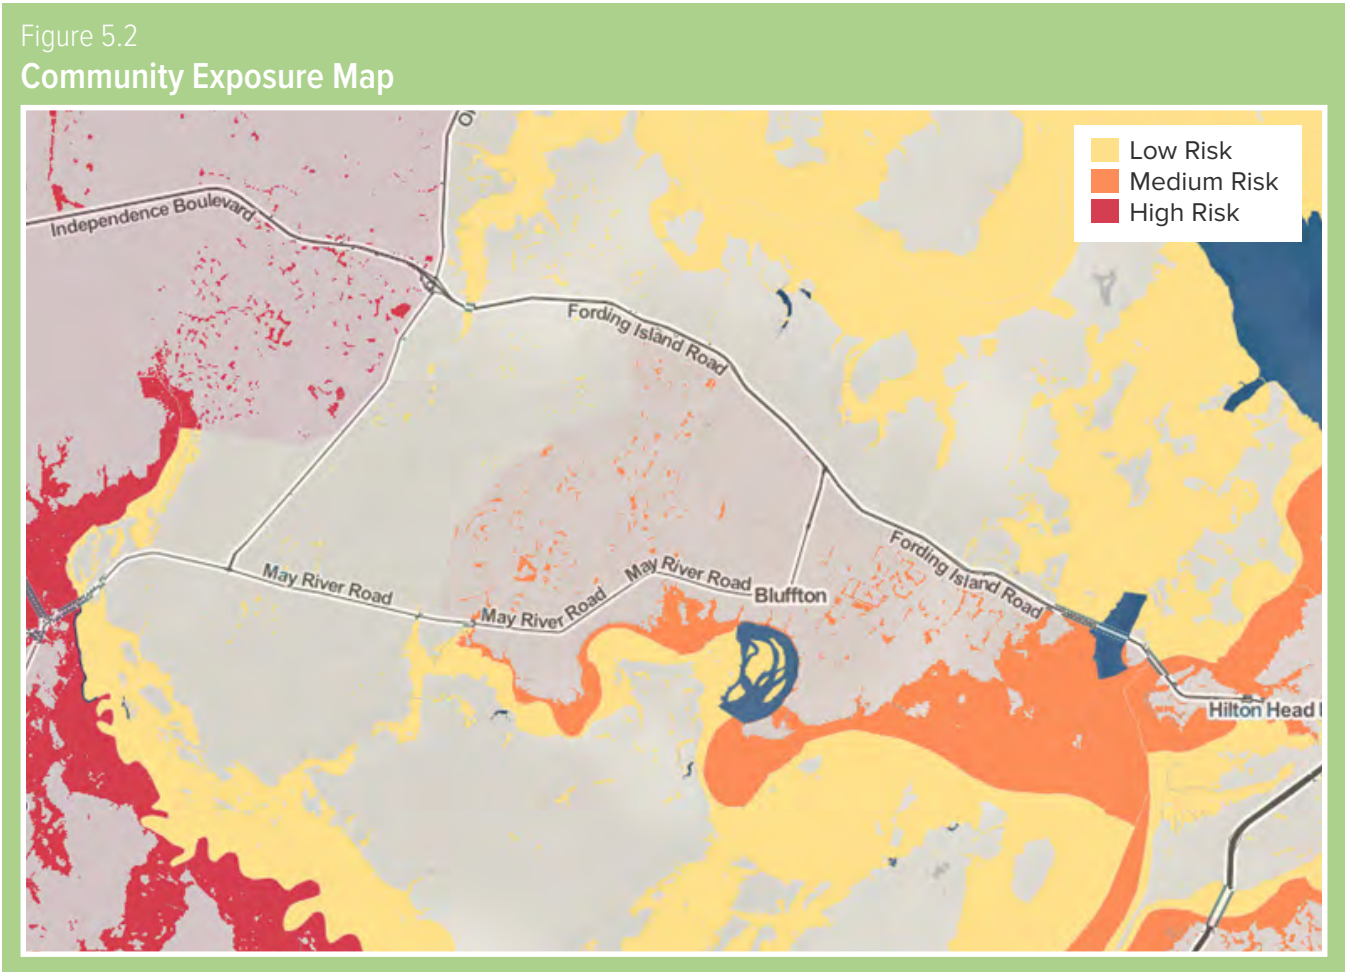 Figure 5.2
Community Exposure Map
Low Risk
Medium Risk
High Risk
Independence Boulevard
Fording Island Road
Fording Island Road
May River Road
May River Road
May River Road
Bluffton
Hilton Head